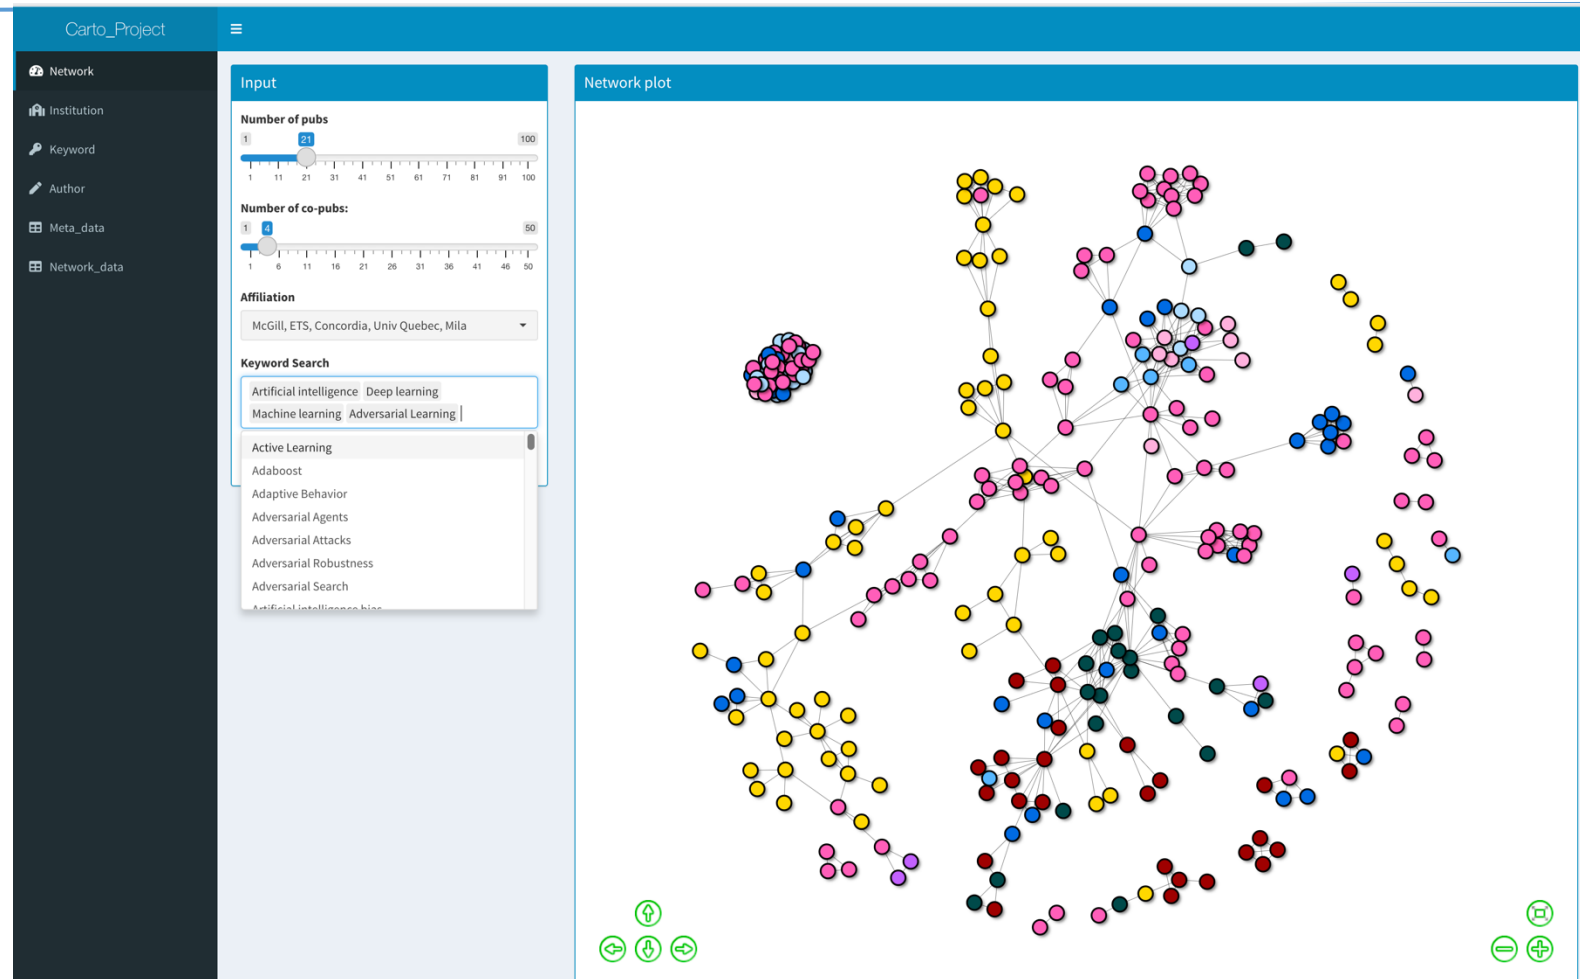 Carto_Project
Network
Institution
Keyword
Author
Meta_data
Network_data
Input
Number of pubs
1 21 100
1 11 21 31 41 51 61 71 81 91 100
Number of co-pubs:
1 4 50
1 6 11 16 21 26 31 36 41 46 50
Affiliation
McGill, ETS, Concordia, Univ Quebec, Mila
Keyword Search
Artificial intelligence Deep learning
Machine learning Adversarial Learning
Active Learning
Adaboost
Adaptive Behavior
Adversarial Agents
Adversarial Attacks
Adversarial Robustness
Adversarial Search
Artificial intelligence bias
Network plot